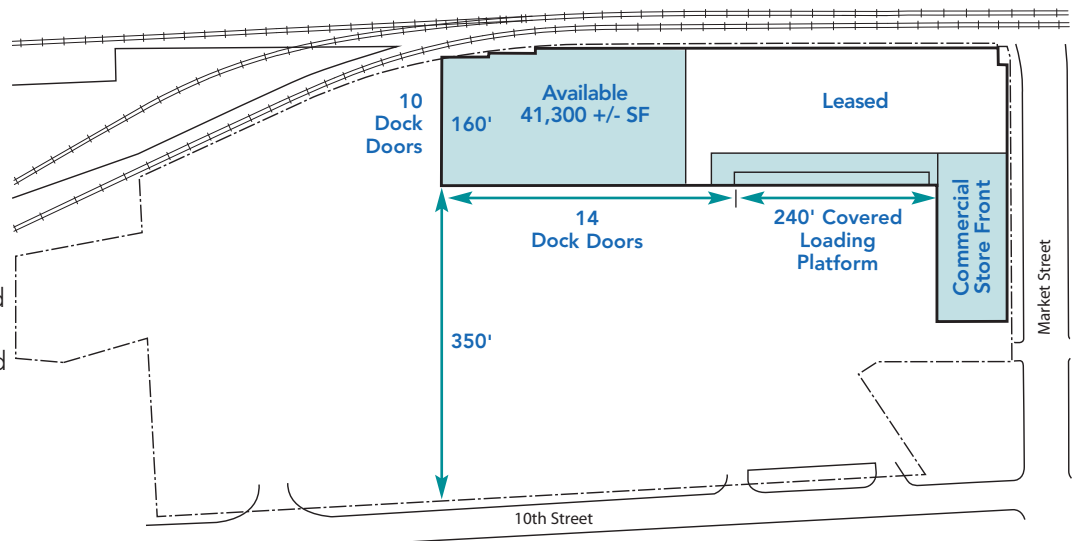 10
Dock
Doors
160'
Available
41,300 +/- SF
Leased
14
Dock Doors
240' Covered
Loading
Platform
Commercial
Store Front
Market Street
350'
10th Street
d
d